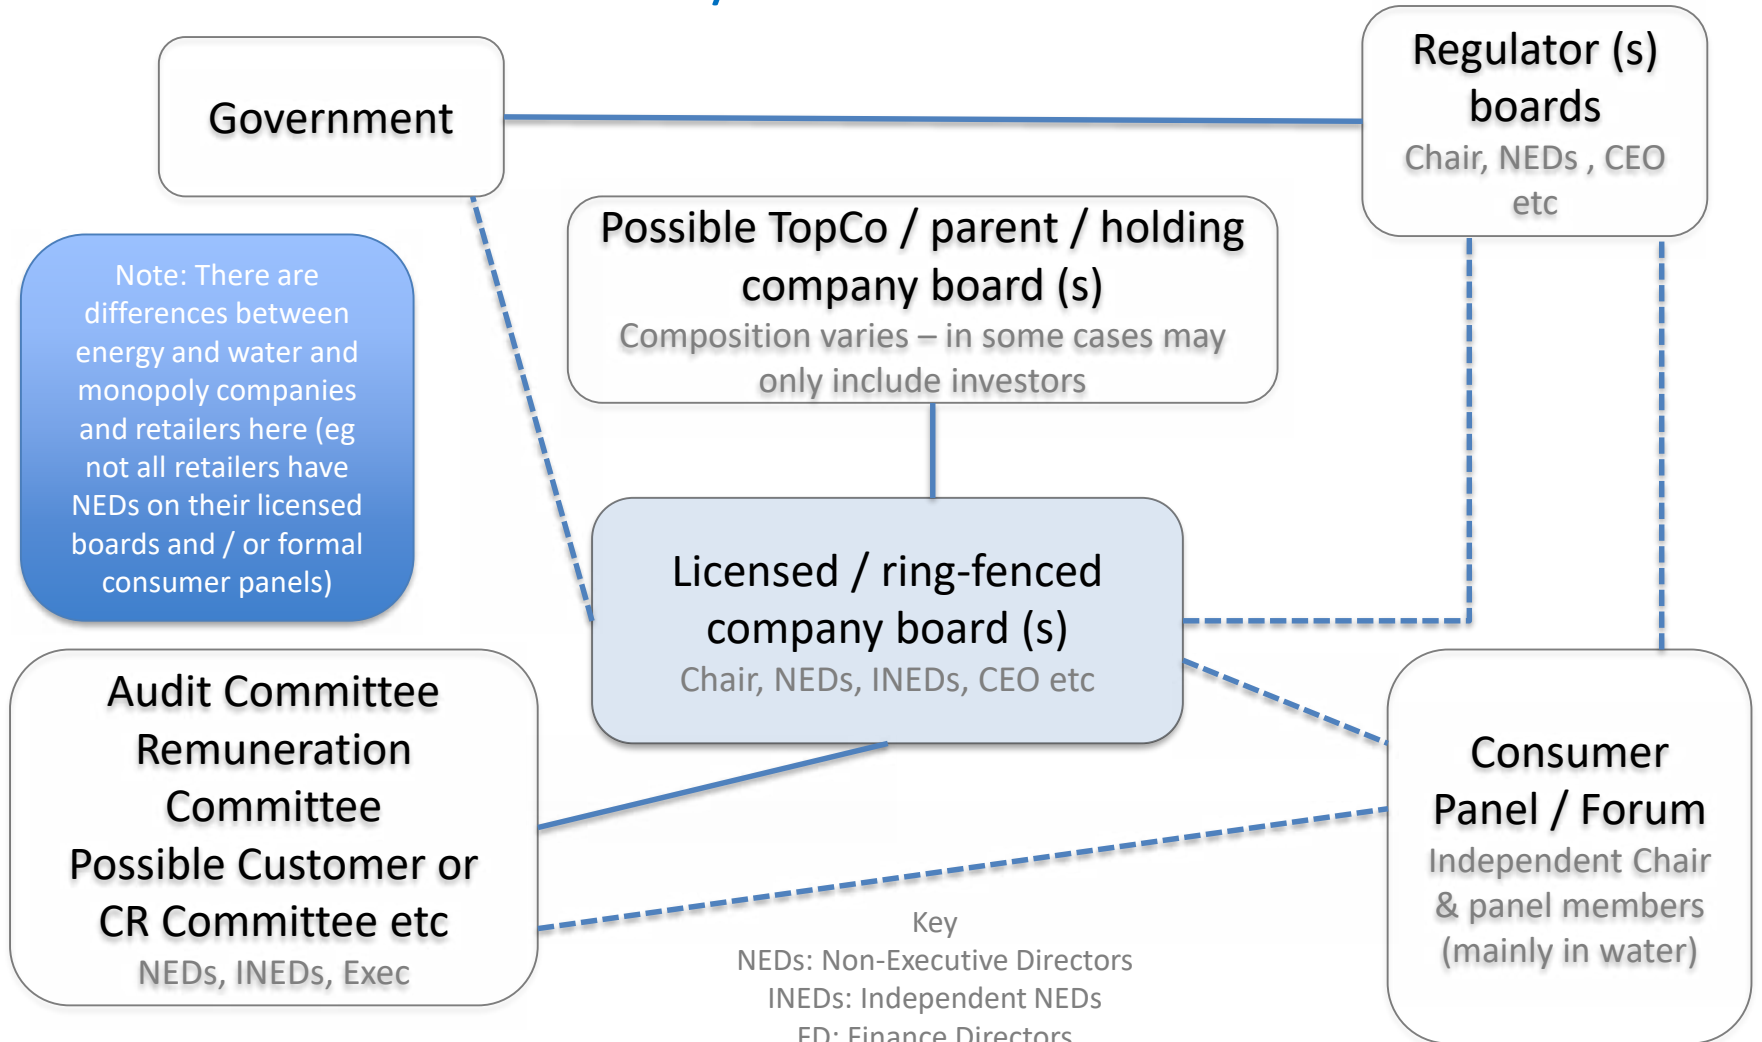 Government
Regulator (s)
boards
Chair, NEDs , CEO
etc
Possible TopCo / parent / holding
company board (s)
Composition varies – in some cases may
only include investors
Note: There are
differences between
energy and water and
monopoly companies
and retailers here (eg
not all retailers have
NEDs on their licensed
boards and / or formal
consumer panels)
Licensed / ring-fenced
company board (s)
Chair, NEDs, INEDs, CEO etc
Audit Committee
Remuneration
Committee
Possible Customer or
CR Committee etc
NEDs, INEDs, Exec
Consumer
Panel / Forum
Independent Chair
& panel members
(mainly in water)
Key
NEDs: Non-Executive Directors
INEDs: Independent NEDs
FD: Finance Directors